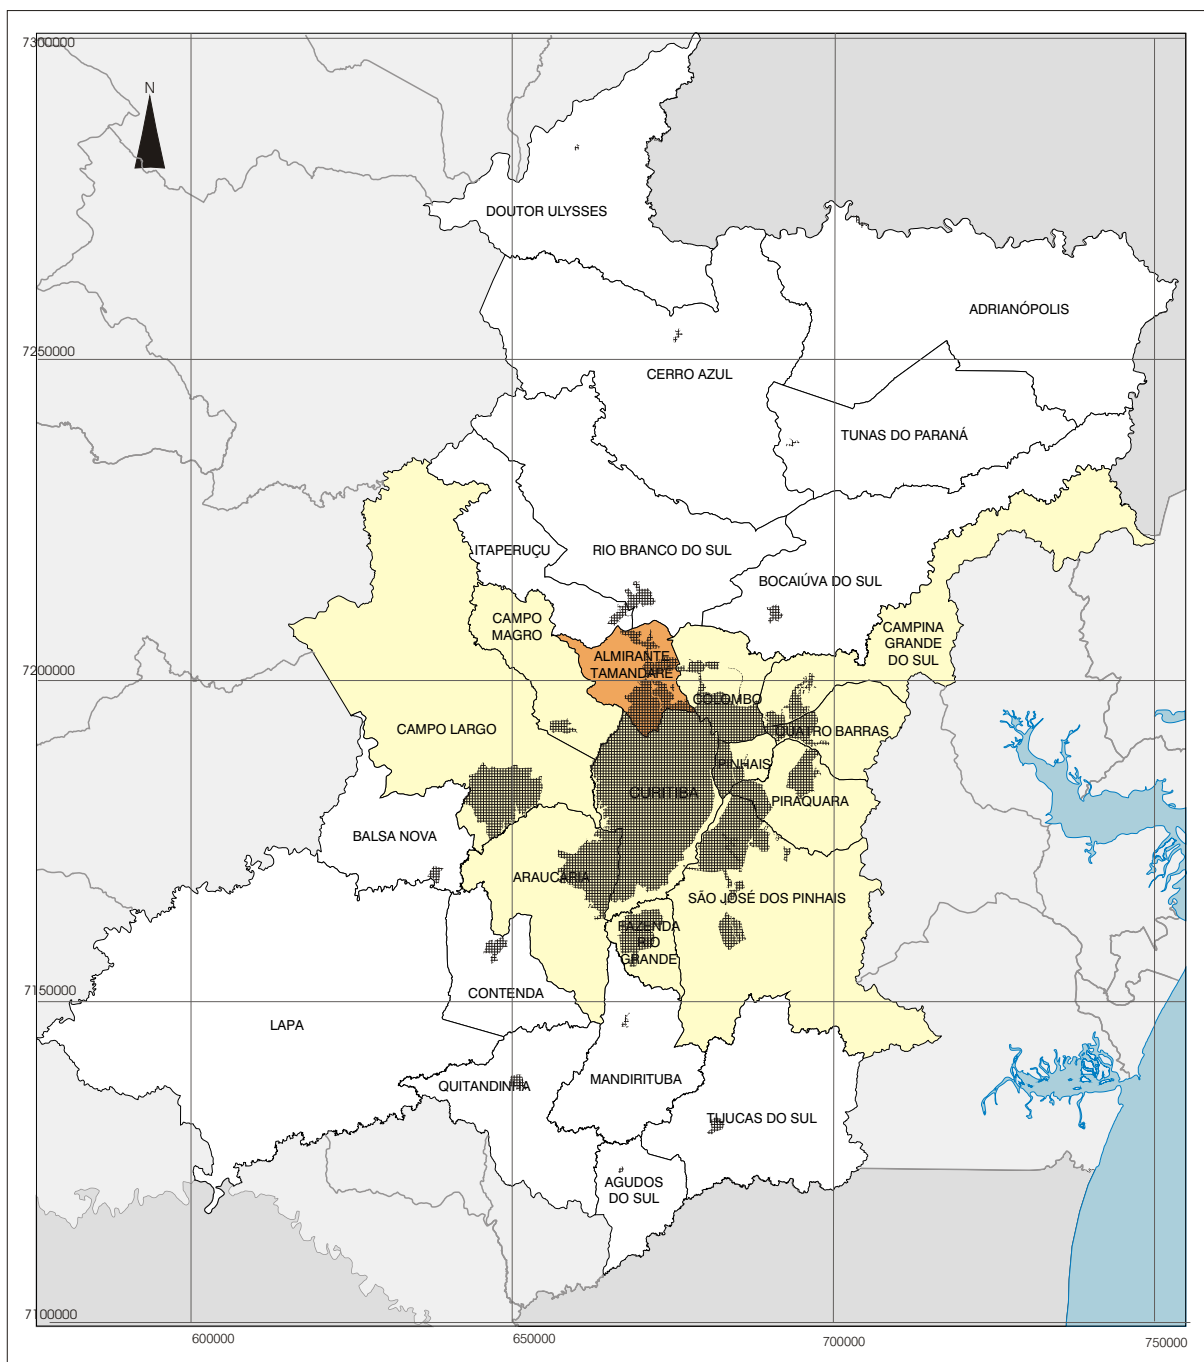 7300000
N
DOUTOR ULYSSES
ADRIANÓPOLIS
7250000
CERRO AZUL
TUNAS DO PARANÁ
ITAPERUÇU
RIO BRANCO DO SUL
BOCAIÚVA DO SUL
CAMPO
MAGRO
CAMPINA
GRANDE
DO SUL
ALMIRANTE
TAMANDARÉ
7200000
COLOMBO
CAMPO LARGO
QUATRO BARRAS
PINHAIS
CURITIBA
PIRAQUARA
BALSA NOVA
ARAUCÁRIA
SÃO JOSÉ DOS PINHAIS
FAZENDA
RIO
GRANDE
CONTENDA
7150000
LAPA
MANDIRITUBA
QUITANDINHA
TIJUCAS DO SUL
AGUDOS
DO SUL
7100000
600000
650000
700000
750000